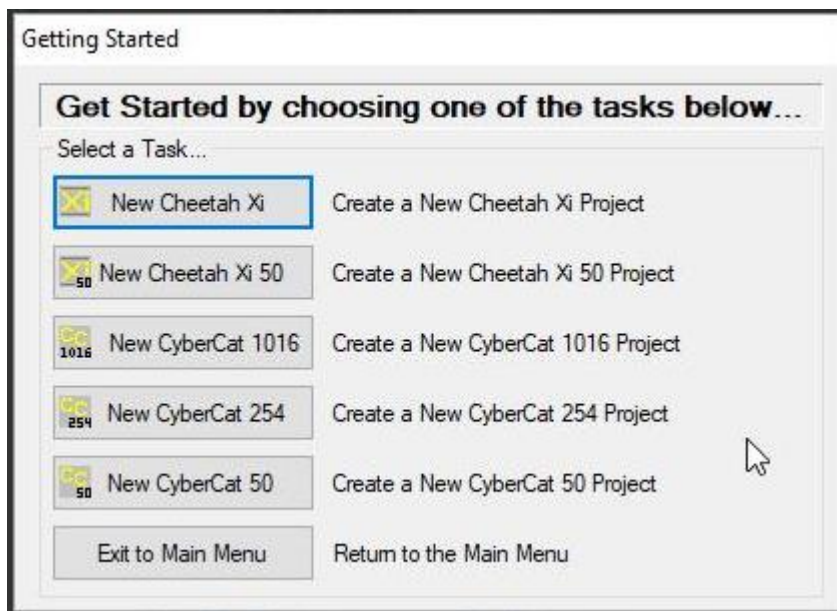 Getting Started
Get Started by choosing one of the tasks below...
Select a Task...
Xi New Cheetah Xi Create a New Cheetah Xi Project
Xi 50 New Cheetah Xi 50 Create a New Cheetah Xi 50 Project
CC 1016 New CyberCat 1016 Create a New CyberCat 1016 Project
CC 254 New CyberCat 254 Create a New CyberCat 254 Project
CC 50 New CyberCat 50 Create a New CyberCat 50 Project
Exit to Main Menu Return to the Main Menu